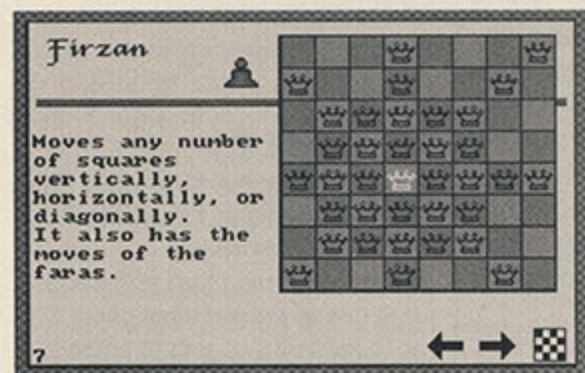 Firzan
Moves any number
of squares
vertically,
horizontally, or
diagonally.
It also has the
moves of the
faras.
7